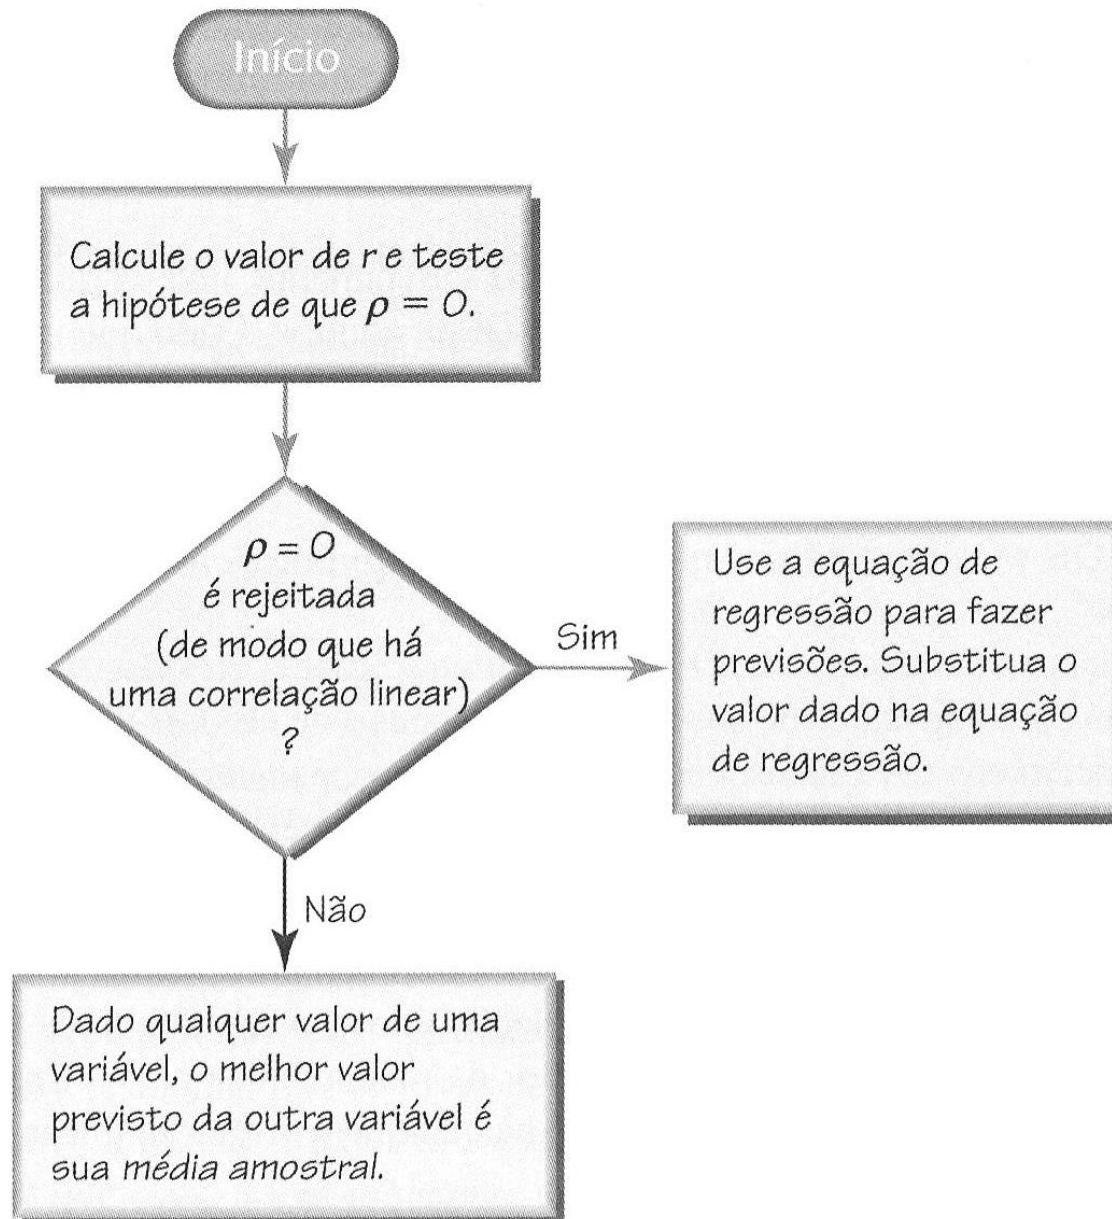 Início
Calcule o valor de r e teste
a hipótese de que ρ = 0.
ρ = 0
é rejeitada
(de modo que há
uma correlação linear)
?
Sim
Use a equação de
regressão para fazer
previsões. Substitua o
valor dado na equação
de regressão.
Não
Dado qualquer valor de uma
variável, o melhor valor
previsto da outra variável é
sua média amostral.